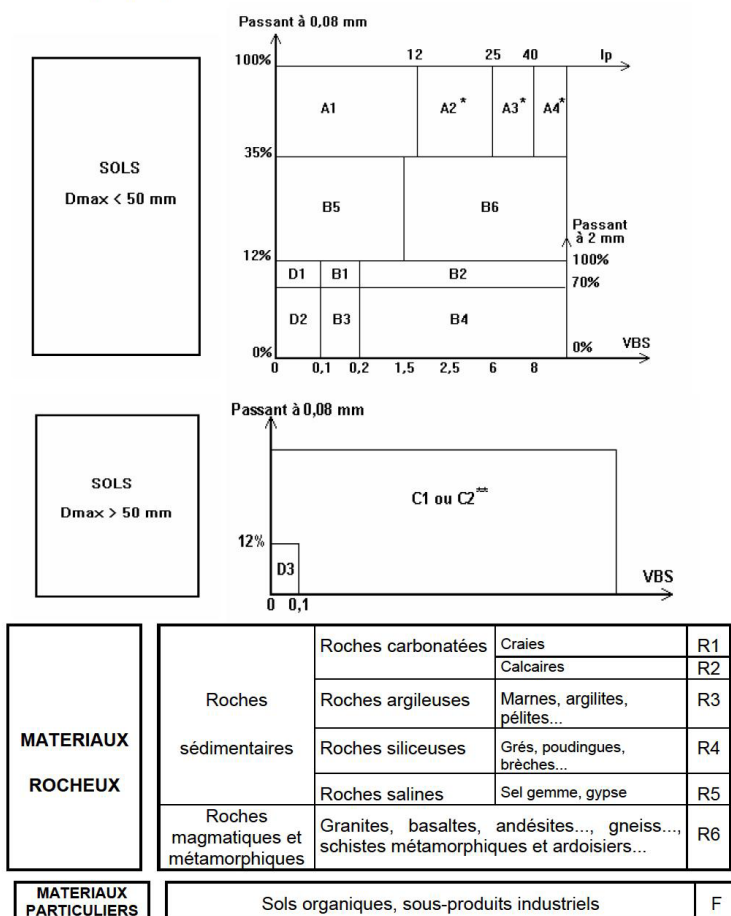 Passant à 0,08 mm
100%
12 25 40 Ip
A1 A2* A3* A4*
SOLS
Dmax < 50 mm
35%
B5 B6
Passant
à 2 mm
12%
100%
D1 B1 B2
70%
D2 B3 B4
0%
0%
VBS
0 0,1 0,2 1,5 2,5 6 8
Passant à 0,08 mm
SOLS
Dmax > 50 mm
C1 ou C2**
12%
D3
VBS
0 0,1
MATERIAUX
ROCHEUX
Roches
sédimentaires
Roches carbonatées Craies R1
Calcaires R2
Roches argileuses Marnes, argilites,
pélites... R3
Roches siliceuses Grés, poudingues,
brèches... R4
Roches salines Sel gemme, gypse R5
Roches
magmatiques et
métamorphiques
Granites, basaltes, andésites..., gneiss...,
schistes métamorphiques et ardoisiers... R6
MATERIAUX
PARTICULIERS
Sols organiques, sous-produits industriels F